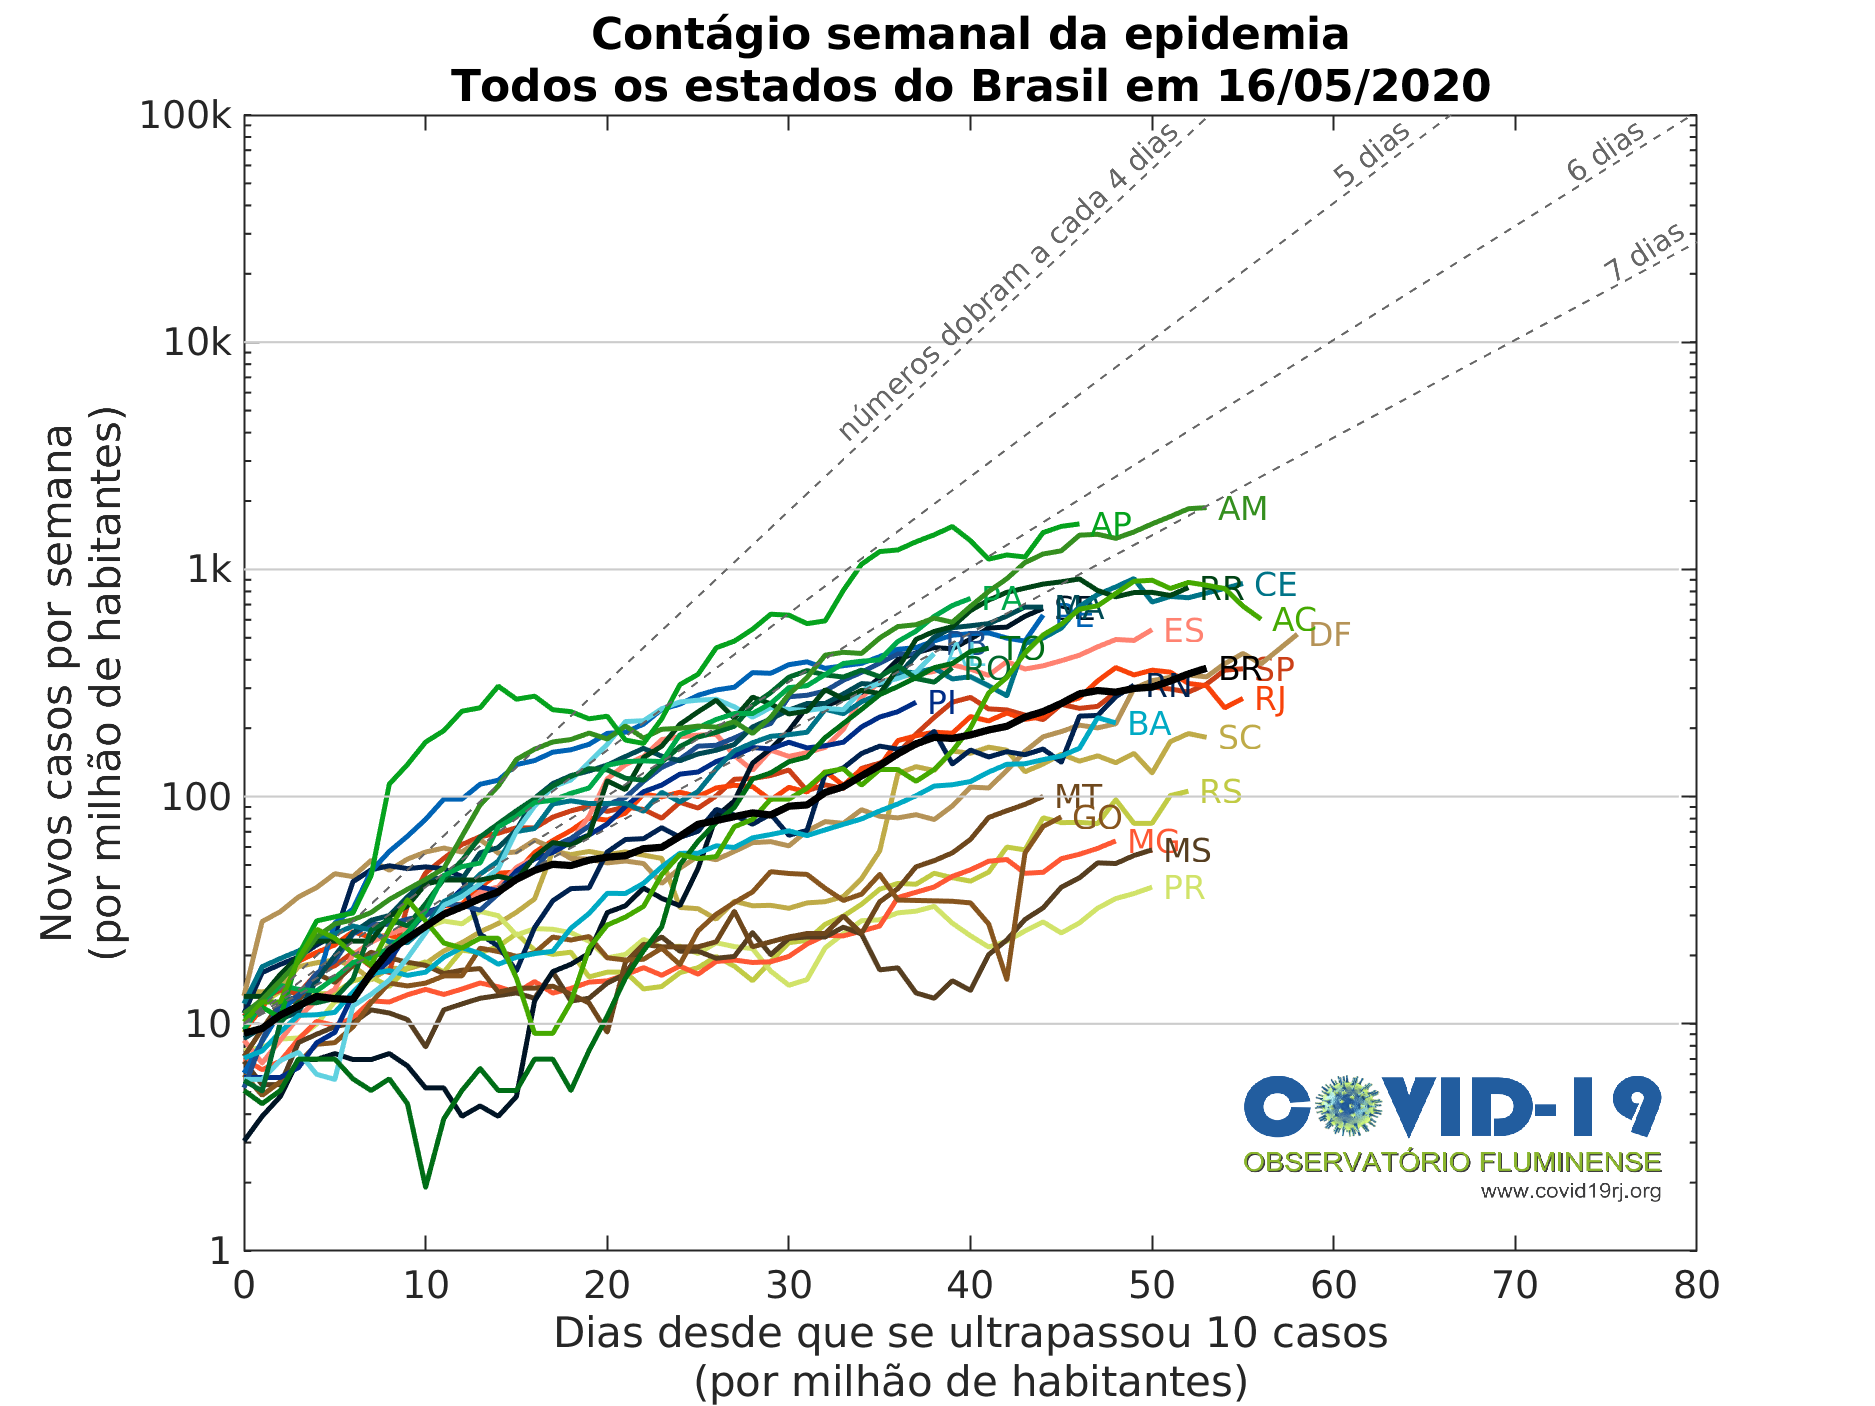 Contágio semanal da epidemia
Todos os estados do Brasil em 16/05/2020
Novos casos por semana
(por milhão de habitantes)
100k
10k
1k
100
10
1
números dobram a cada 4 dias
5 dias
6 dias
7 dias
AM
AP
CE
RR
PA
MA
SE
PE
AC
ES
DF
TO
RO
BR
SP
RN
RJ
PI
BA
SC
MT
RS
GO
MG
MS
PR
COVID-19
OBSERVATÓRIO FLUMINENSE
www.covid19rj.org
0 10 20 30 40 50 60 70 80
Dias desde que se ultrapassou 10 casos
(por milhão de habitantes)